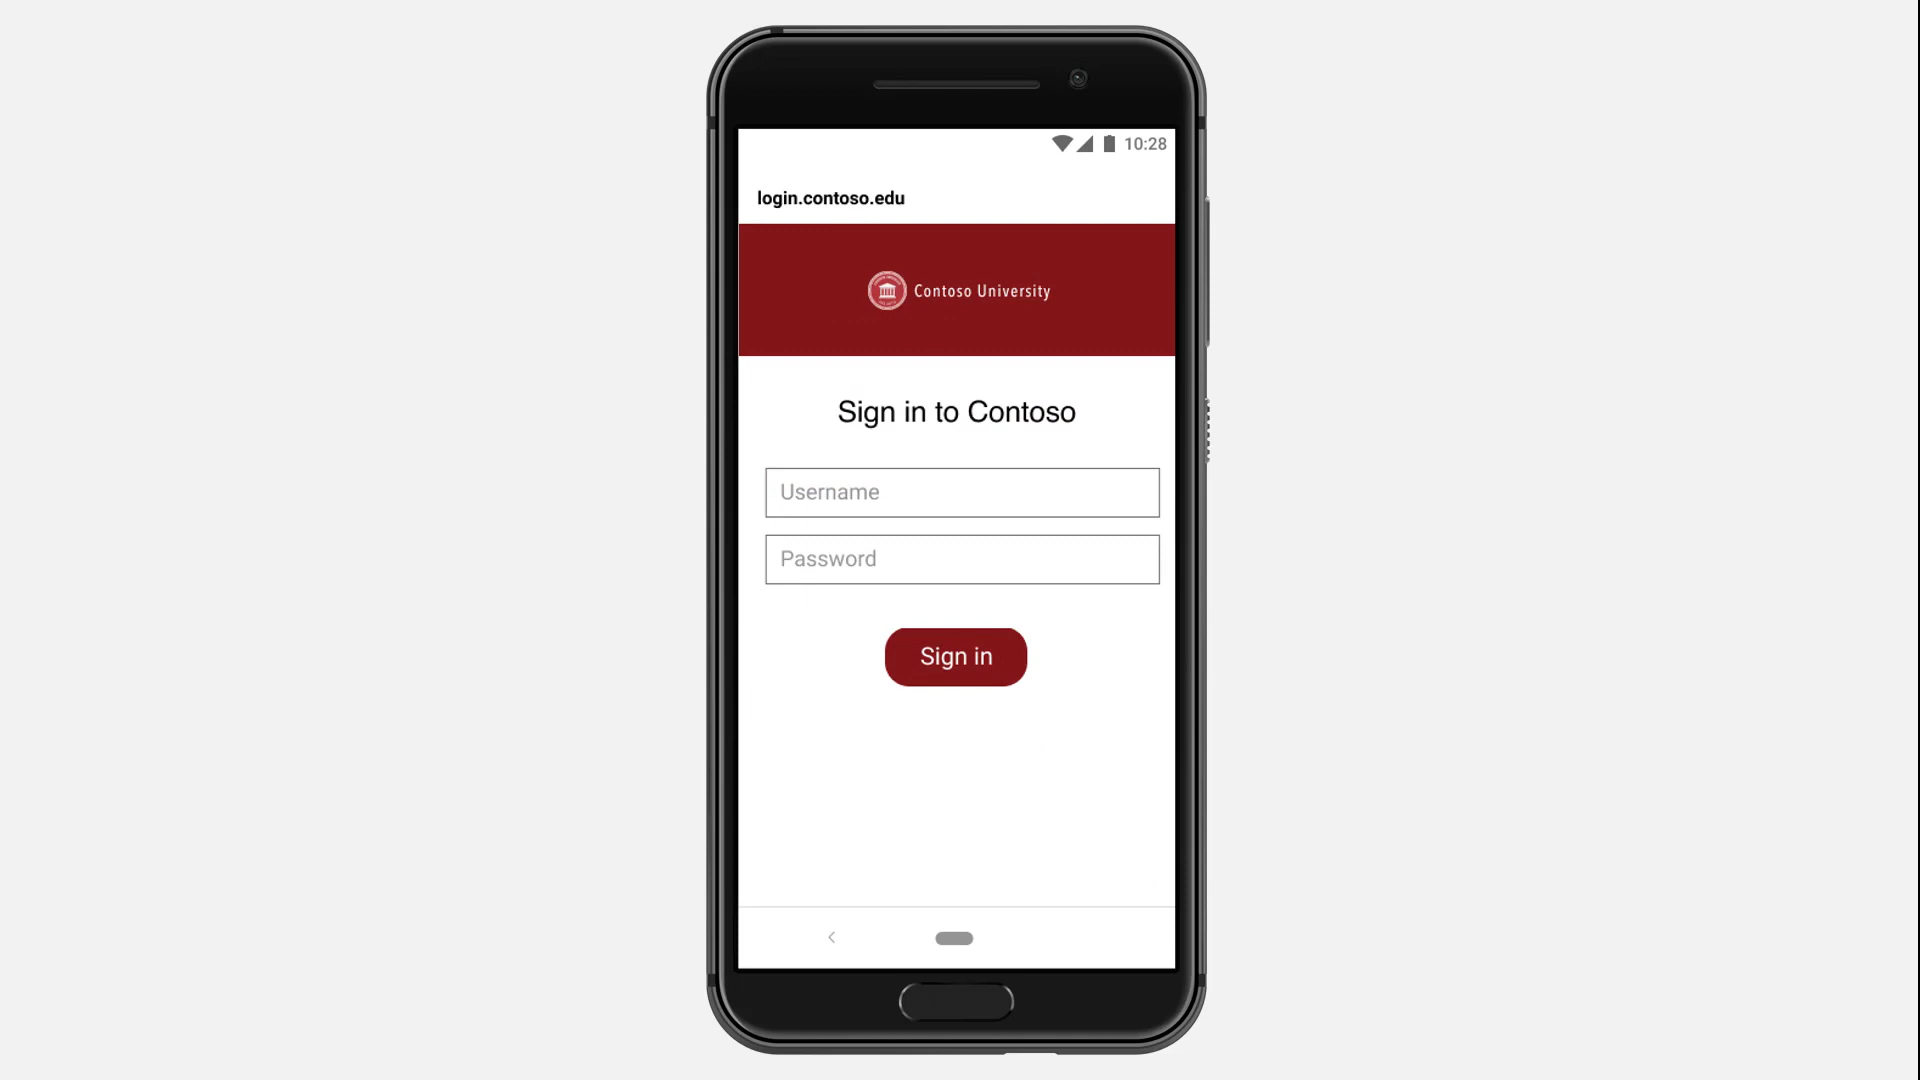 10:28
login.contoso.edu
Contoso University
Sign in to Contoso
Username
Password
Sign in